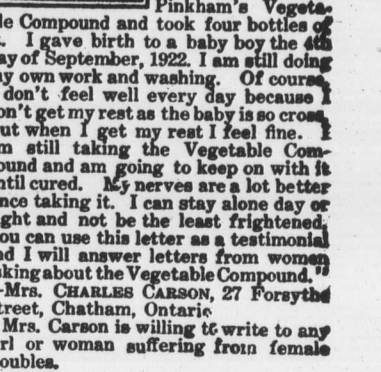 Pinkham's Vegeta-
le Compound and took four bottles of
t. I gave birth to a baby boy the 4th
ay of September, 1922. I am still doing
ny own work and washing. Of course,
don't feel well every day because I
on't get my rest as the baby is so cross,
ut when I get my rest I feel fine. I
m still taking the Vegetable Com-
ound and am going to keep on with it
ntil cured. My nerves are a lot better
nce taking it. I can stay alone day or
ght and not be the least frightened.
ou can use this letter as a testimonial
nd I will answer letters from women
sking about the Vegetable Compound."
-Mrs. CHARLES CARSON, 27 Forsythe
treet, Chatham, Ontario
Mrs. Carson is willing to write to any
rl or woman suffering from female
oubles.